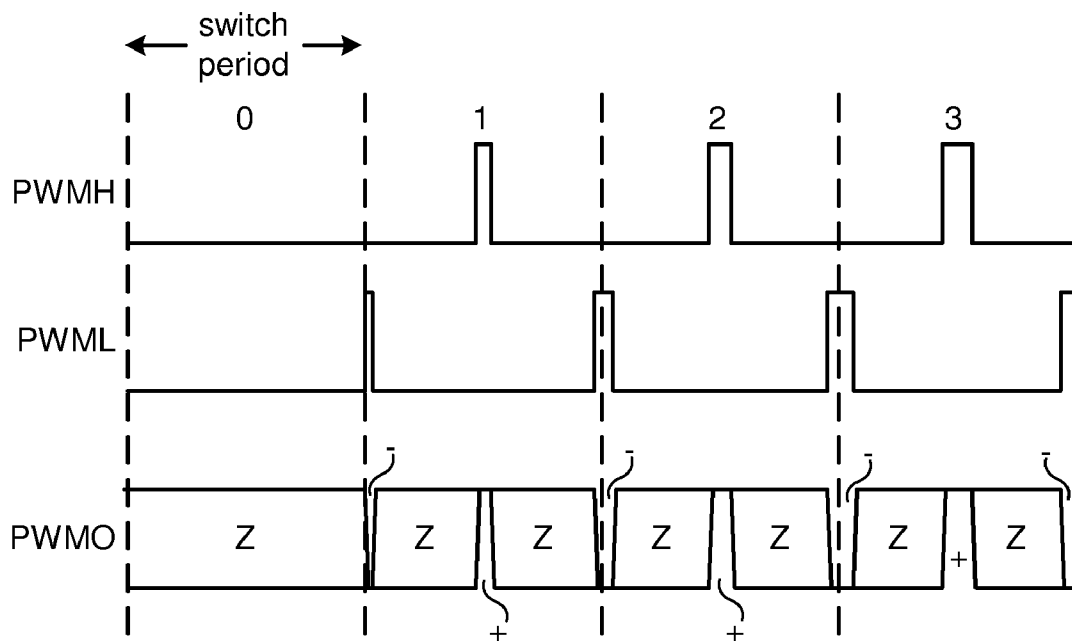 switch
period
0 1 2 3
PWMH
PWML
- - - -
PWMO Z Z Z Z Z Z + Z
+ +